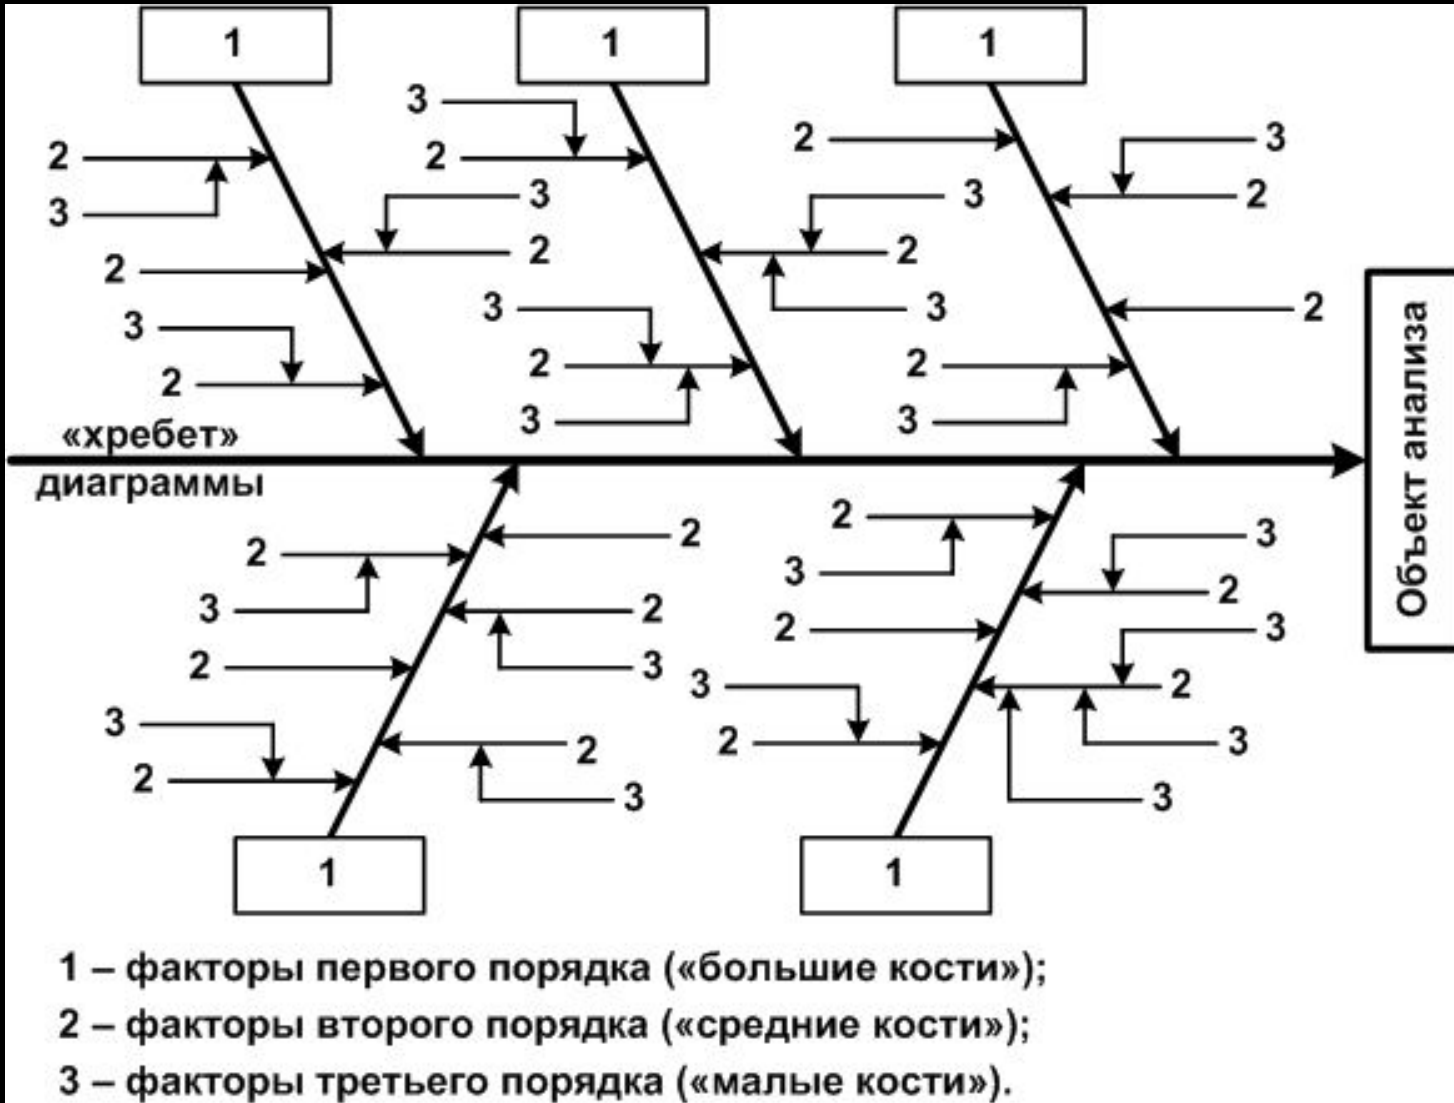 1 1 1
3
2 3
2 2
2
3 3 3 2
2 2
2
3 3 2
3
2 2 2
3 3
«хребет»
диаграммы
Объект анализа
2
2 3
2
3
2
3 2
2 3
2
3
3 2
3
2 2 3
2
3 3
1 1
1 – факторы первого порядка («большие кости»);
2 – факторы второго порядка («средние кости»);
3 – факторы третьего порядка («малые кости»).